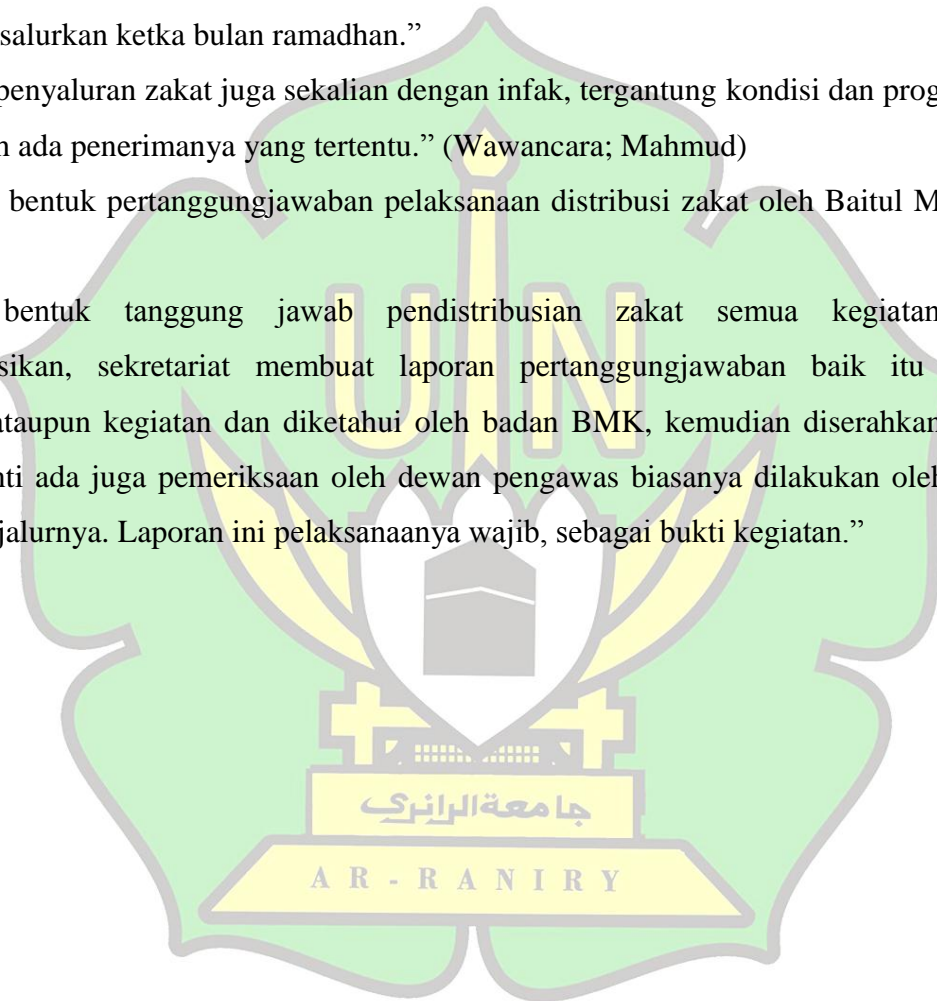 salurkan ketka bulan ramadhan.”
penyaluran zakat juga sekalian dengan infak, tergantung kondisi dan prog
n ada penerimanya yang tertentu.” (Wawancara; Mahmud)
bentuk pertanggungjawaban pelaksanaan distribusi zakat oleh Baitul M
bentuk tanggung jawab pendistribusian zakat semua kegiatan
sikan, sekretariat membuat laporan pertanggungjawaban baik itu
ataupun kegiatan dan diketahui oleh badan BMK, kemudian diserahkan
nti ada juga pemeriksaan oleh dewan pengawas biasanya dilakukan oleh
jalurnya. Laporan ini pelaksanaanya wajib, sebagai bukti kegiatan.”
UIN
جامعة الرانري
AR-RANIRY